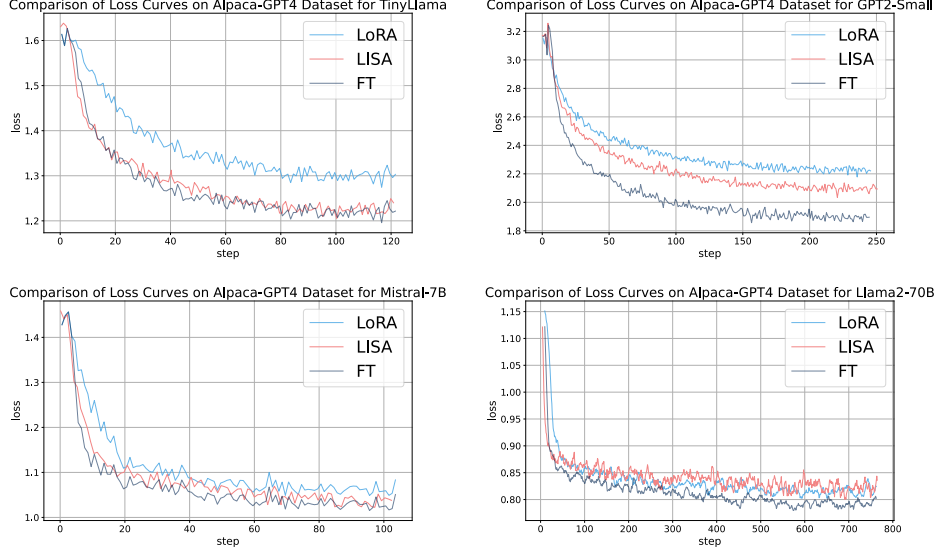 Comparison of Loss Curves on Alpaca-GPT4 Dataset for TinyLlama
1.6
1.5
1.4
1.3
1.2
loss
LoRA
LISA
FT
0 20 40 60 80 100 120
step
Comparison of Loss Curves on Alpaca-GPT4 Dataset for GPT2-Small
3.2
3.0
2.8
2.6
2.4
2.2
2.0
1.8
loss
LoRA
LISA
FT
0 50 100 150 200 250
step
Comparison of Loss Curves on Alpaca-GPT4 Dataset for Mistral-7B
1.4
1.3
1.2
1.1
1.0
loss
LoRA
LISA
FT
0 20 40 60 80 100
step
Comparison of Loss Curves on Alpaca-GPT4 Dataset for Llama2-70B
1.15
1.10
1.05
1.00
0.95
0.90
0.85
0.80
loss
LoRA
LISA
FT
0 100 200 300 400 500 600 700 800
step